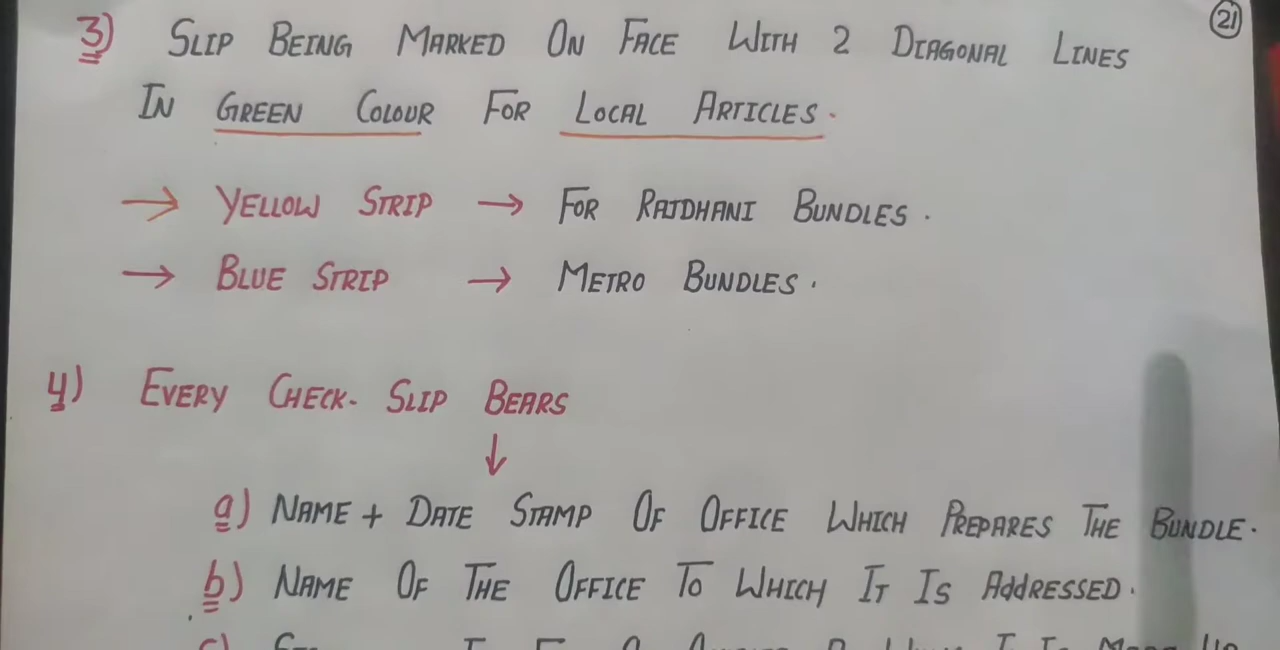 21
3) SLIP BEING MARKED ON FACE WITH 2 DIAGONAL LINES
IN GREEN COLOUR FOR LOCAL ARTICLES.
→ YELLOW STRIP → FOR RAJDHANI BUNDLES.
→ BLUE STRIP → METRO BUNDLES.
4) EVERY CHECK-SLIP BEARS
↓
a) NAME + DATE STAMP OF OFFICE WHICH PREPARES THE BUNDLE.
b) NAME OF THE OFFICE TO WHICH IT IS ADDRESSED.
c)